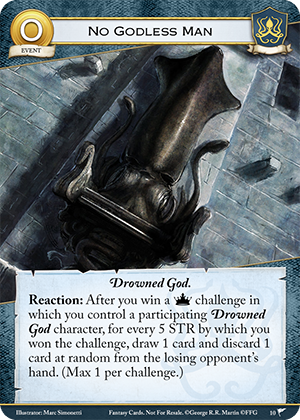 0
NO GODLESS MAN
EVENT
Drowned God.
Reaction: After you win a challenge in
which you control a participating Drowned
God character, for every 5 STR by which you
won the challenge, draw 1 card and discard 1
card at random from the losing opponent's
hand. (Max 1 per challenge.)
Illustrator: Marc Simonetti
Fantasy Cards. Not For Resale. ©George R.R. Martin ©FFG
10